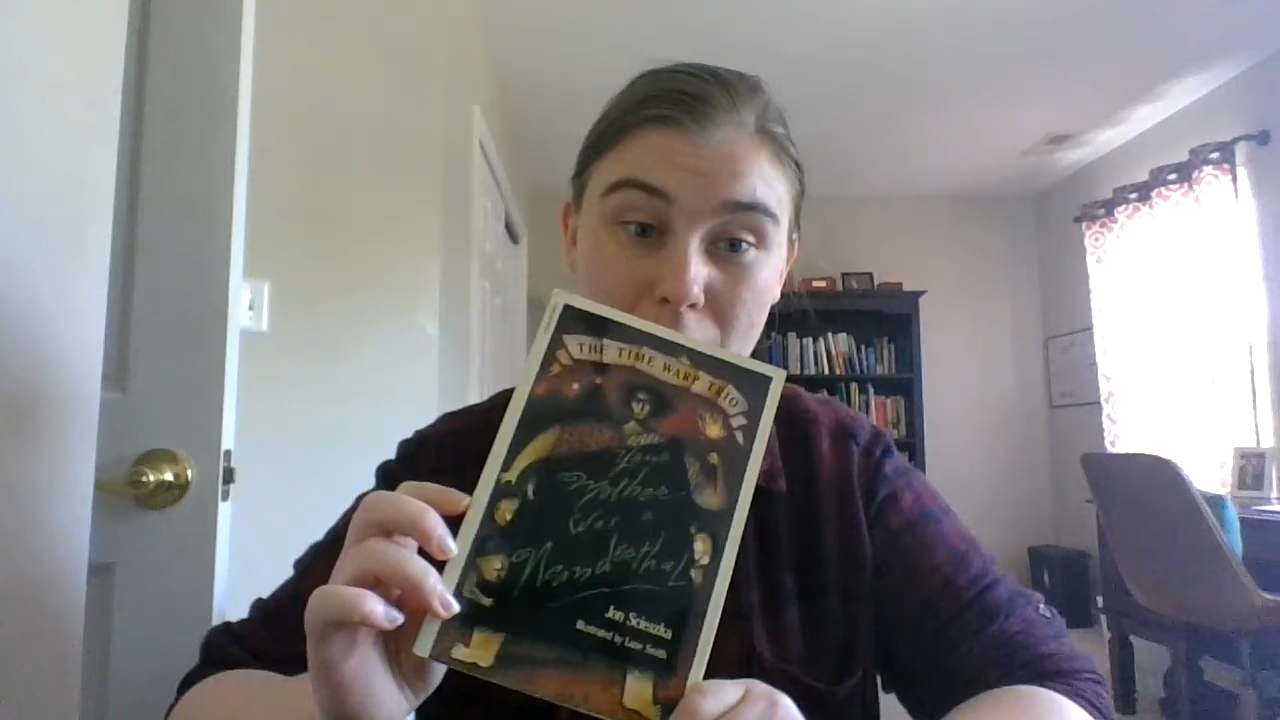 THE TIME WARP TRIO
Your
Mother
Was a
Neanderthal
Jon Scieszka
Illustrated by Lane Smith